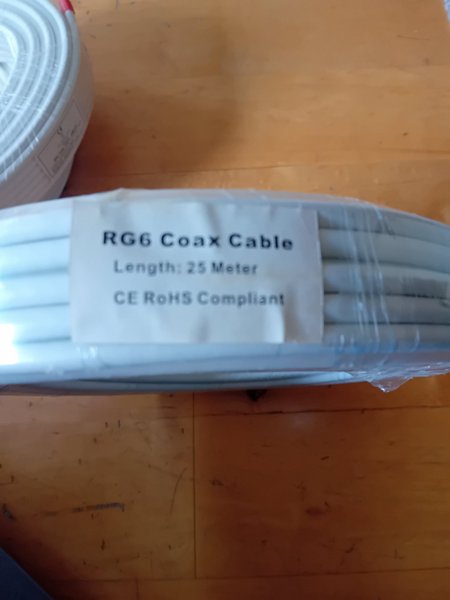 RG6 Coax Cable
Length: 25 Meter
CE RoHS Compliant